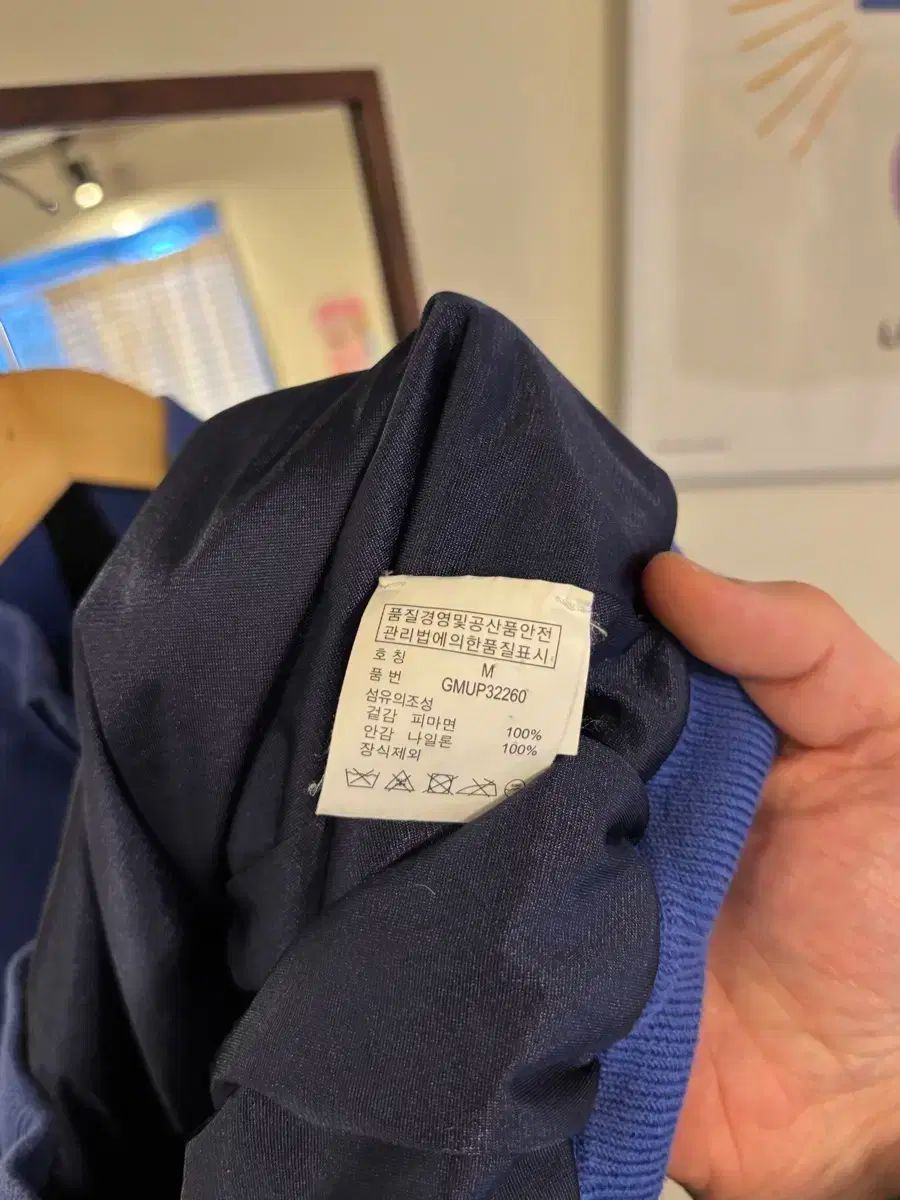 품질경영및공산품안전
관리법에의한품질표시
호 칭 M
품 번 GMUP32260
섬유의조성
겉감 피마면 100%
안감 나일론 100%
장식제외